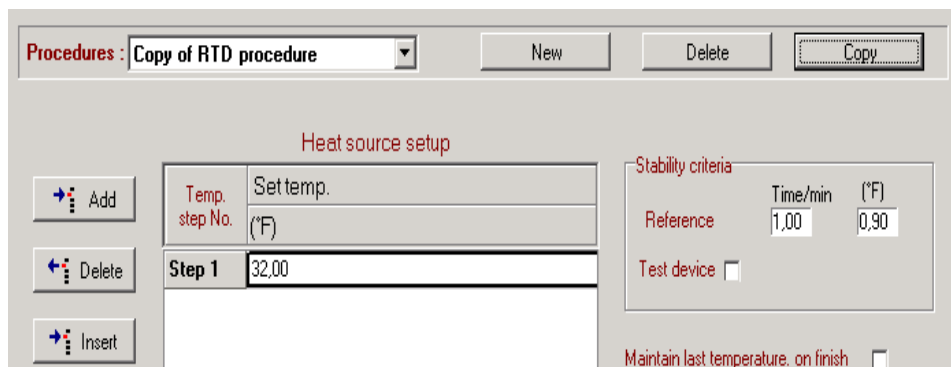 Procedures : Copy of RTD procedure New Delete Copy
Heat source setup
Stability criteria
Add
Temp. step No.
Set temp.
(°F)
Time/min (°F)
Reference 1,00 0,90
Delete
Step 1 32,00
Test device
Insert
Maintain last temperature. on finish